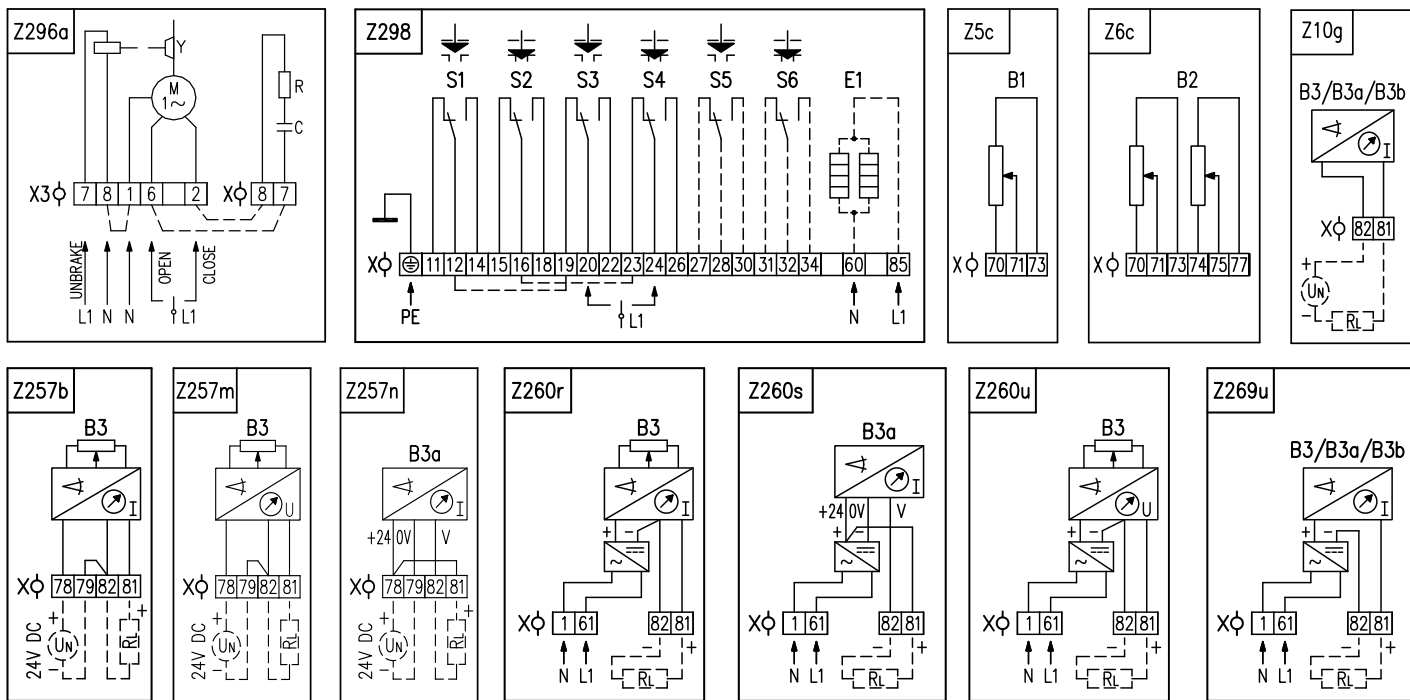 Z296a
Y
M
1~
R
C
X3 7 8 1 6 2 X 8 7
UNBRAKE
OPEN
CLOSE
L1 N N L1
Z298
S1 S2 S3 S4 S5 S6 E1
X 11 12 14 15 16 18 19 20 22 23 24 26 27 28 30 31 32 34 60 85
PE L1 N L1
Z5c
B1
X 70 71 73
Z6c
B2
X 70 71 73 74 75 77
Z10g
B3/B3a/B3b
I
X 82 81
+
UN
-
RL
Z257b
B3
I
X 78 79 82 81
24V DC
+ UN - RL +
Z257m
B3
U
X 78 79 82 81
24V DC
+ UN - RL +
Z257n
B3a
I
+24 0V V
X 78 79 82 81
24V DC
+ UN - RL +
Z260r
B3
I
+ -
~
X 1 61 82 81
- +
N L1 RL
Z260s
B3a
I
+24 0V V
+ -
~
X 1 61 82 81
- +
N L1 RL
Z260u
B3
U
+ -
~
X 1 61 82 81
- +
N L1 RL
Z269u
B3/B3a/B3b
I
+ -
~
X 1 61 82 81
- +
N L1 RL